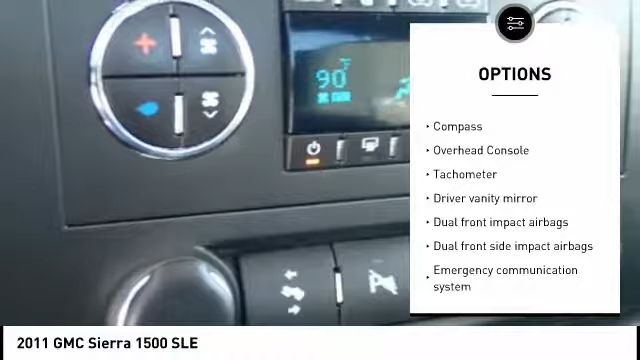 90°F
OPTIONS
Compass
Overhead Console
Tachometer
Driver vanity mirror
Dual front impact airbags
Dual front side impact airbags
Emergency communication
system
2011 GMC Sierra 1500 SLE